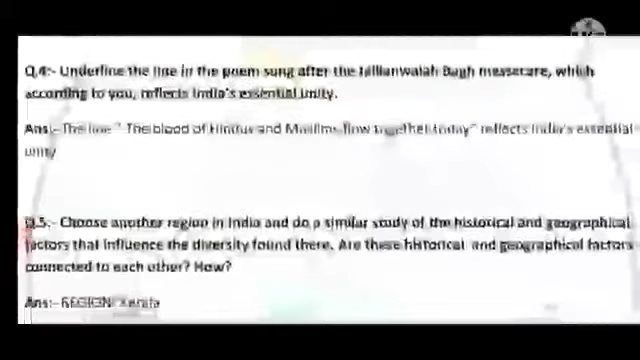 Q.4:- Underline the line in the poem sung after the Jallianwalah Bagh massacare, which
according to you, reflects India's essential unity.
Ans:- The line " The blood of Hindus and Muslims flow together today" reflects India's essential
unity
Q.5:- Choose another region in India and do a similar study of the historical and geographical
factors that influence the diversity found there. Are these historical and geographical factors
connected to each other? How?
Ans:- REGION: Kerala